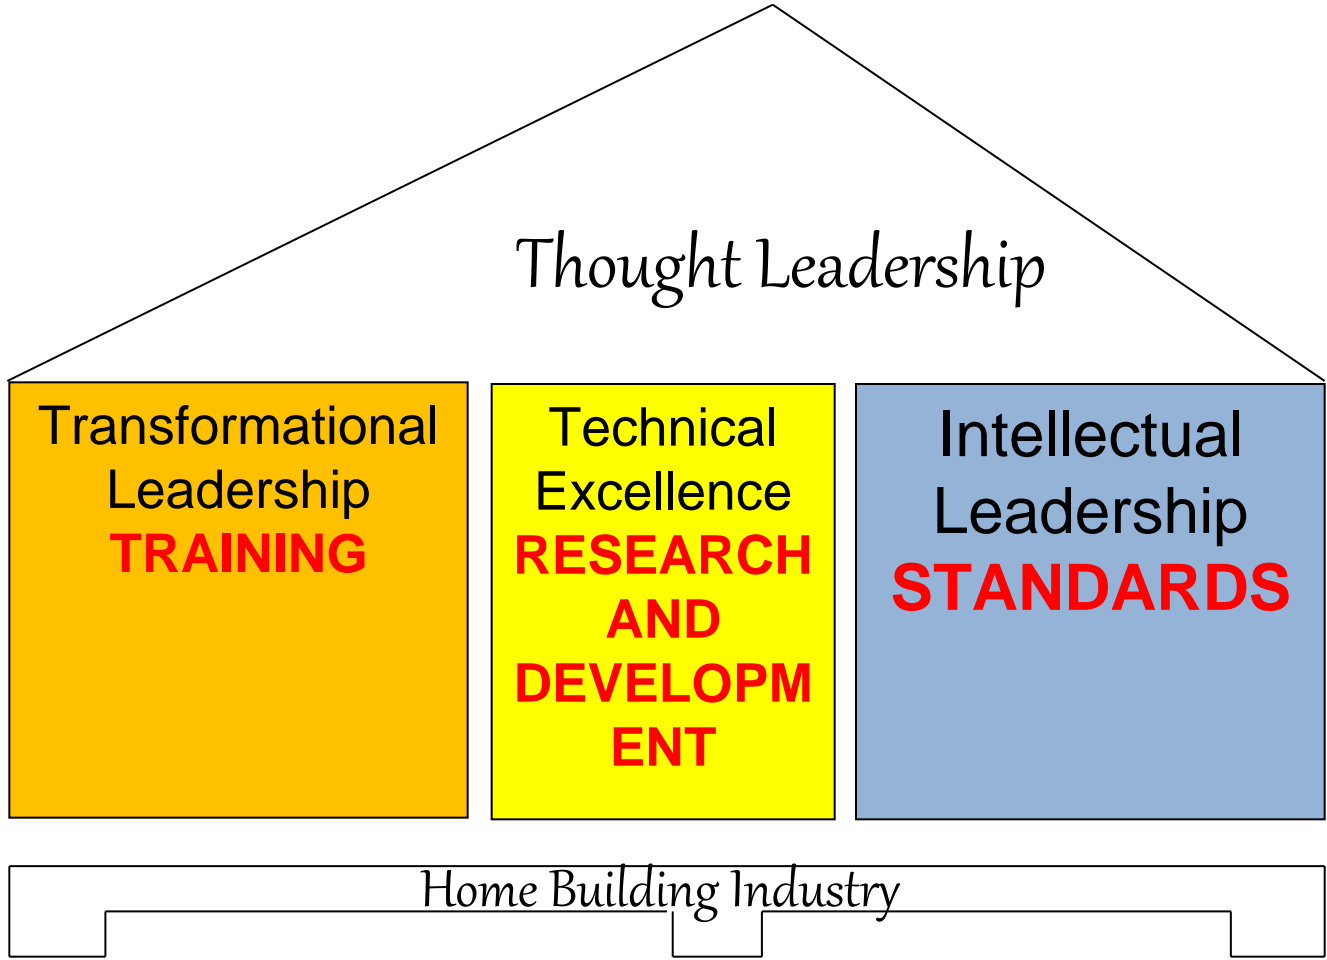 Thought Leadership
Transformational
Leadership
TRAINING
Technical
Excellence
RESEARCH
AND
DEVELOPM
ENT
Intellectual
Leadership
STANDARDS
Home Building Industry